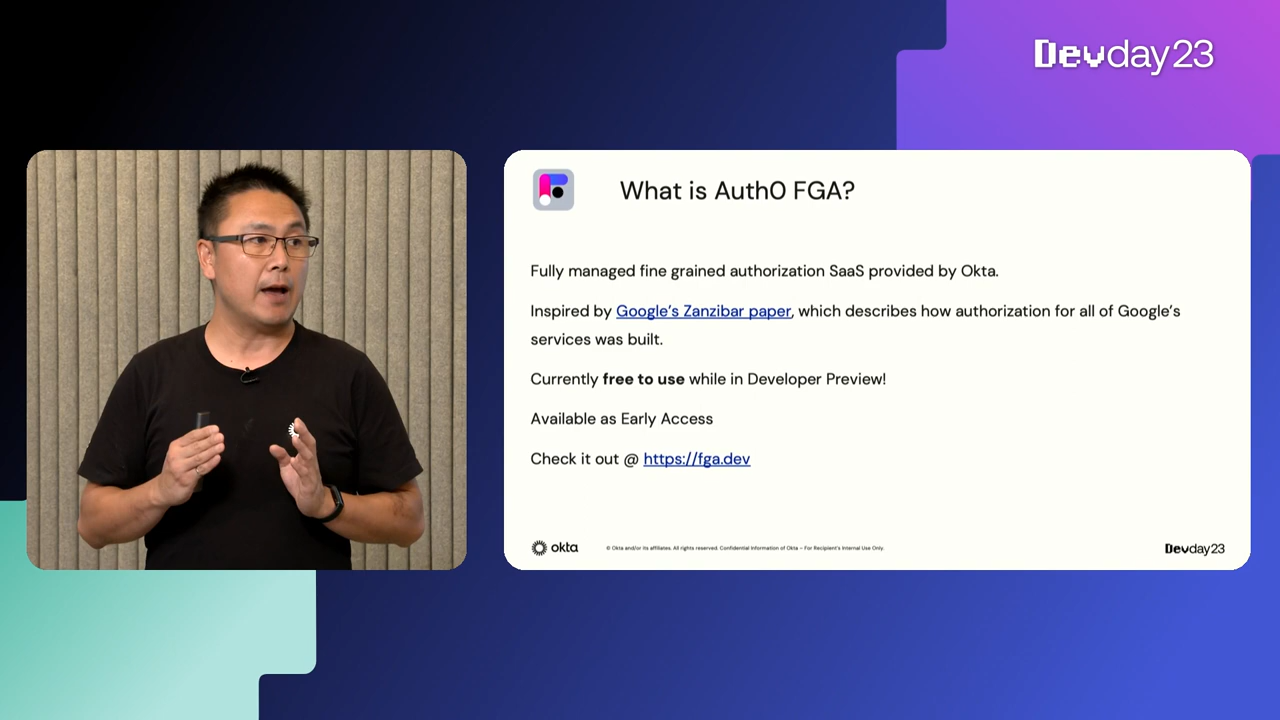 Devday23
What is Auth0 FGA?
Fully managed fine grained authorization SaaS provided by Okta.
Inspired by Google's Zanzibar paper, which describes how authorization for all of Google's
services was built.
Currently free to use while in Developer Preview!
Available as Early Access
Check it out @ https://fga.dev
okta
© Okta and/or its affiliates. All rights reserved. Confidential Information of Okta – For Recipient's Internal Use Only.
Devday23